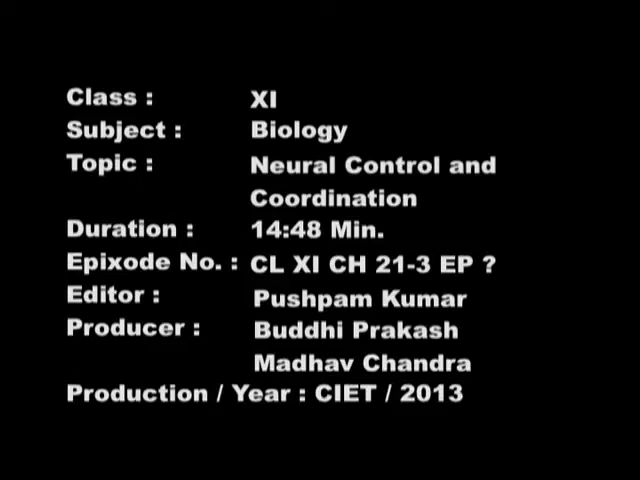 Class : XI
Subject : Biology
Topic : Neural Control and
Coordination
Duration : 14:48 Min.
Epixode No. : CL XI CH 21-3 EP ?
Editor : Pushpam Kumar
Producer : Buddhi Prakash
Madhav Chandra
Production / Year : CIET / 2013